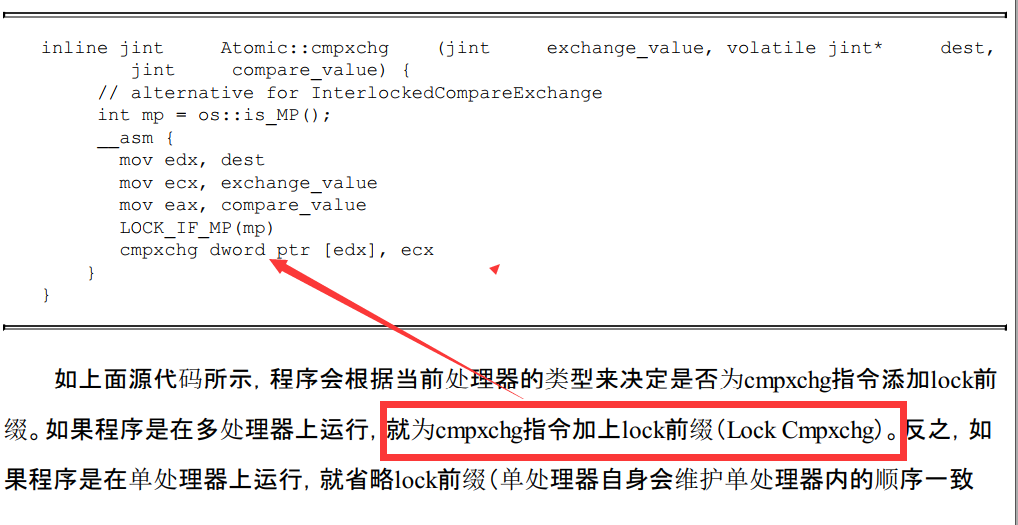 inline jint Atomic::cmpxchg (jint exchange_value, volatile jint* dest,
jint compare_value) {
// alternative for InterlockedCompareExchange
int mp = os::is_MP();
__asm {
mov edx, dest
mov ecx, exchange_value
mov eax, compare_value
LOCK_IF_MP(mp)
cmpxchg dword ptr [edx], ecx
}
}
如上面源代码所示，程序会根据当前处理器的类型来决定是否为cmpxchg指令添加lock前
缀。如果程序是在多处理器上运行，就为cmpxchg指令加上lock前缀（Lock Cmpxchg）。反之，如
果程序是在单处理器上运行，就省略lock前缀（单处理器自身会维护单处理器内的顺序一致